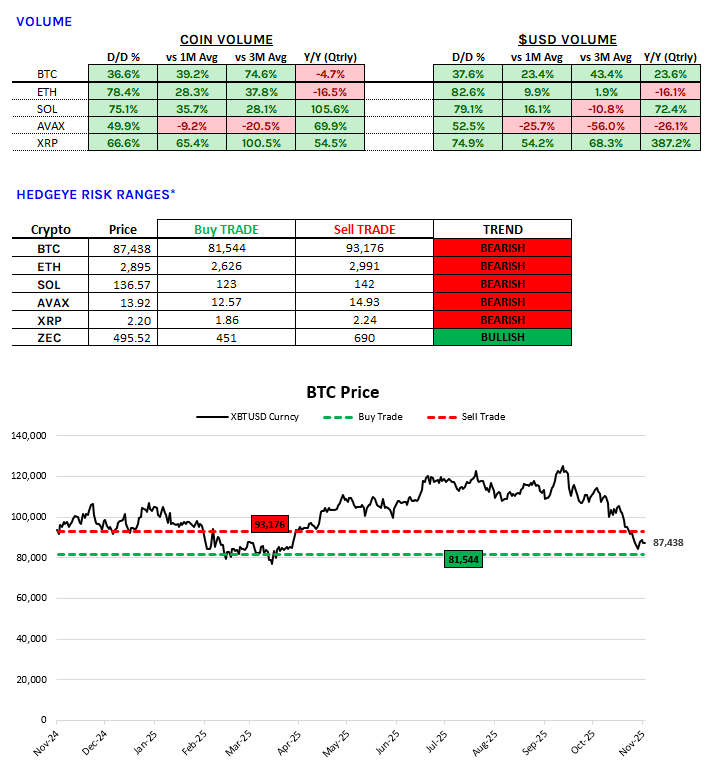 VOLUME
COIN VOLUME $USD VOLUME
D/D % vs 1M Avg vs 3M Avg Y/Y (Qtrly) D/D % vs 1M Avg vs 3M Avg Y/Y (Qtrly)
BTC 36.6% 39.2% 74.6% -4.7% 37.6% 23.4% 43.4% 23.6%
ETH 78.4% 28.3% 37.8% -16.5% 82.6% 9.9% 1.9% -16.1%
SOL 75.1% 35.7% 28.1% 105.6% 79.1% 16.1% -10.8% 72.4%
AVAX 49.9% -9.2% -20.5% 69.9% 52.5% -25.7% -56.0% -26.1%
XRP 66.6% 65.4% 100.5% 54.5% 74.9% 54.2% 68.3% 387.2%
HEDGEYE RISK RANGES*
Crypto Price Buy TRADE Sell TRADE TREND
BTC 87,438 81,544 93,176 BEARISH
ETH 2,895 2,626 2,991 BEARISH
SOL 136.57 123 142 BEARISH
AVAX 13.92 12.57 14.93 BEARISH
XRP 2.20 1.86 2.24 BEARISH
ZEC 495.52 451 690 BULLISH
BTC Price
XBTUSD Curncy Buy Trade Sell Trade
140,000
120,000
100,000
93,176
80,000
81,544
87,438
60,000
40,000
20,000
0
Nov-24 Dec-24 Jan-25 Feb-25 Mar-25 Apr-25 May-25 Jun-25 Jul-25 Aug-25 Sep-25 Oct-25 Nov-25